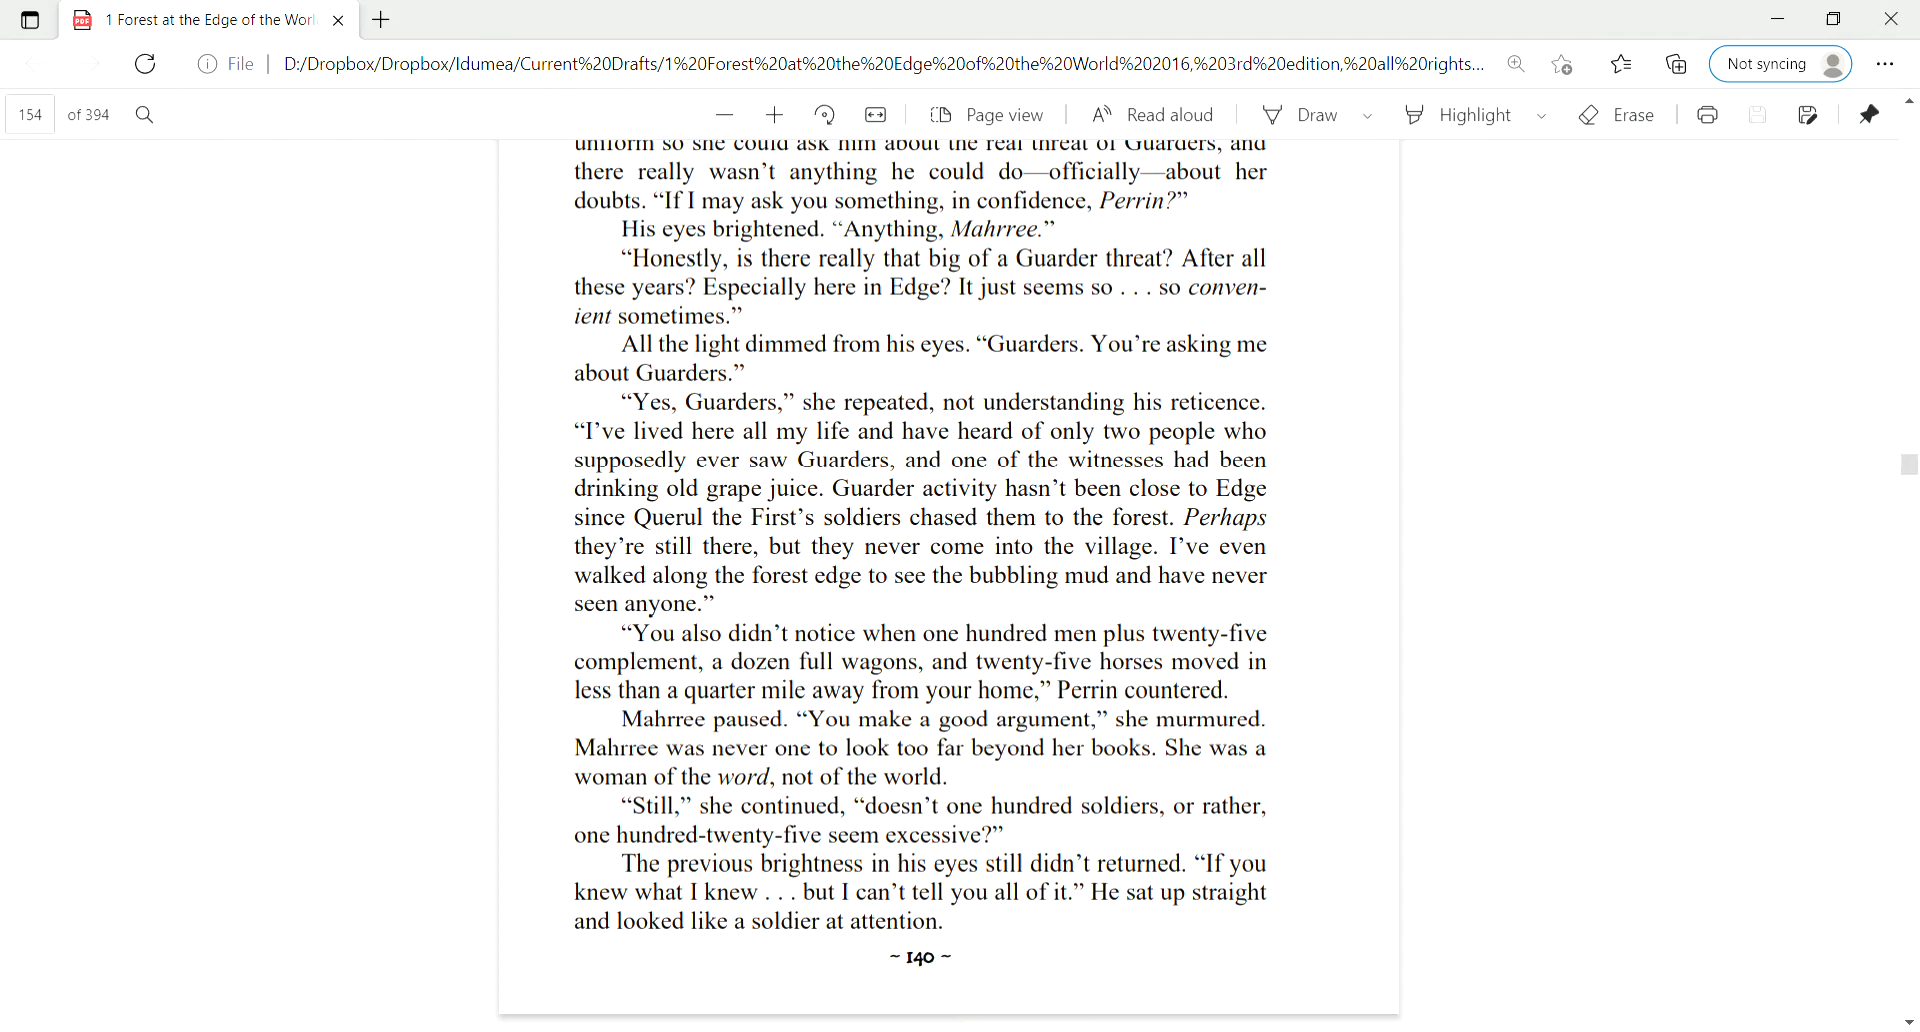 1 Forest at the Edge of the Worl
File
D:/Dropbox/Dropbox/Idumea/Current%20Drafts/1%20Forest%20at%20the%20Edge%20of%20the%20World%202016,%203rd%20edition,%20all%20rights...
Not syncing
154 of 394
Page view
Read aloud
Draw
Highlight
Erase
uniform so she could ask him about the real threat of Guarders, and
there really wasn’t anything he could do—officially—about her
doubts. “If I may ask you something, in confidence, Perrin?”
His eyes brightened. “Anything, Mahrree.”
“Honestly, is there really that big of a Guarder threat? After all
these years? Especially here in Edge? It just seems so . . . so conven-
ient sometimes.”
All the light dimmed from his eyes. “Guarders. You’re asking me
about Guarders.”
“Yes, Guarders,” she repeated, not understanding his reticence.
“I’ve lived here all my life and have heard of only two people who
supposedly ever saw Guarders, and one of the witnesses had been
drinking old grape juice. Guarder activity hasn’t been close to Edge
since Querul the First’s soldiers chased them to the forest. Perhaps
they’re still there, but they never come into the village. I’ve even
walked along the forest edge to see the bubbling mud and have never
seen anyone.”
“You also didn’t notice when one hundred men plus twenty-five
complement, a dozen full wagons, and twenty-five horses moved in
less than a quarter mile away from your home,” Perrin countered.
Mahrree paused. “You make a good argument,” she murmured.
Mahrree was never one to look too far beyond her books. She was a
woman of the word, not of the world.
“Still,” she continued, “doesn’t one hundred soldiers, or rather,
one hundred-twenty-five seem excessive?”
The previous brightness in his eyes still didn’t returned. “If you
knew what I knew . . . but I can’t tell you all of it.” He sat up straight
and looked like a soldier at attention.
~ 140 ~